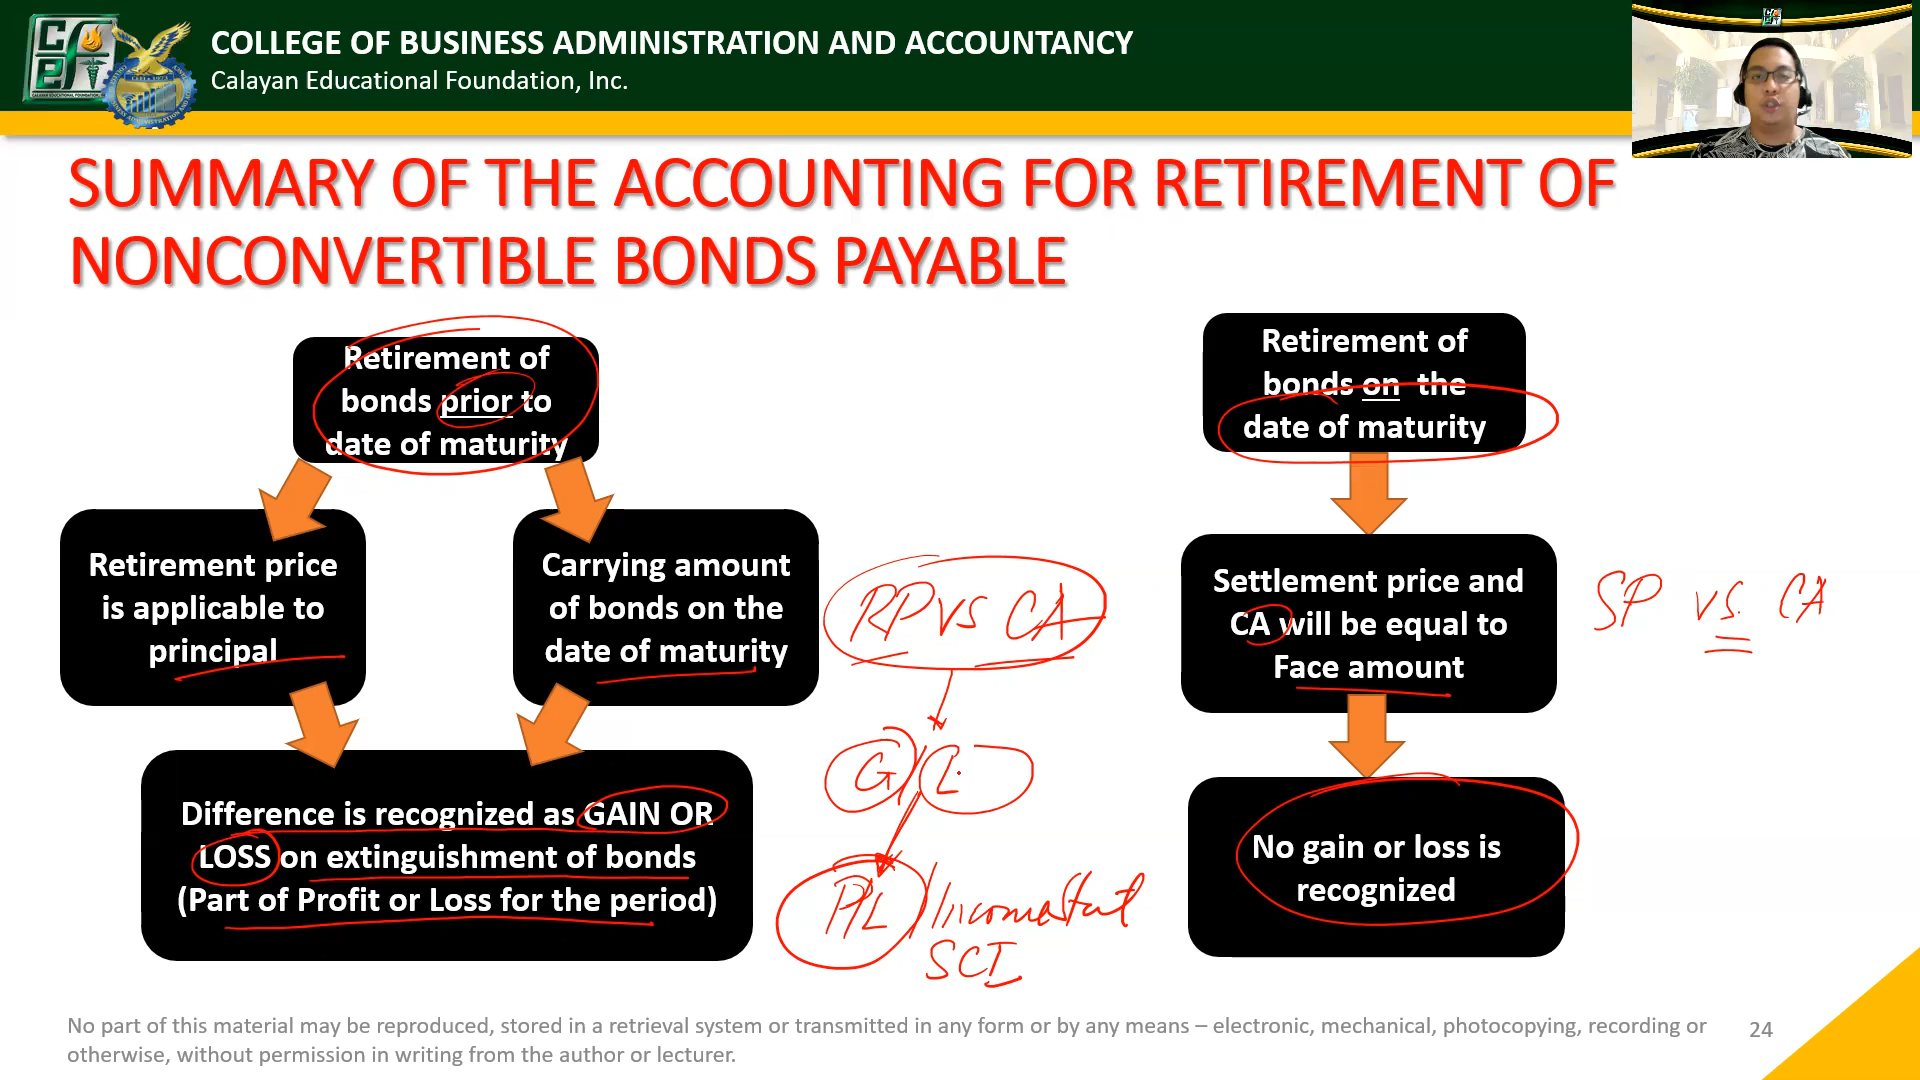 COLLEGE OF BUSINESS ADMINISTRATION AND ACCOUNTANCY
Calayan Educational Foundation, Inc.
SUMMARY OF THE ACCOUNTING FOR RETIREMENT OF
NONCONVERTIBLE BONDS PAYABLE
Retirement of
bonds prior to
date of maturity
Retirement price
is applicable to
principal
Carrying amount
of bonds on the
date of maturity
RP VS CA
G/L
P/L / Income Stat
SCI
Difference is recognized as GAIN OR
LOSS on extinguishment of bonds
(Part of Profit or Loss for the period)
Retirement of
bonds on the
date of maturity
Settlement price and
CA will be equal to
Face amount
SP vs. CA
No gain or loss is
recognized
No part of this material may be reproduced, stored in a retrieval system or transmitted in any form or by any means – electronic, mechanical, photocopying, recording or
otherwise, without permission in writing from the author or lecturer.
24